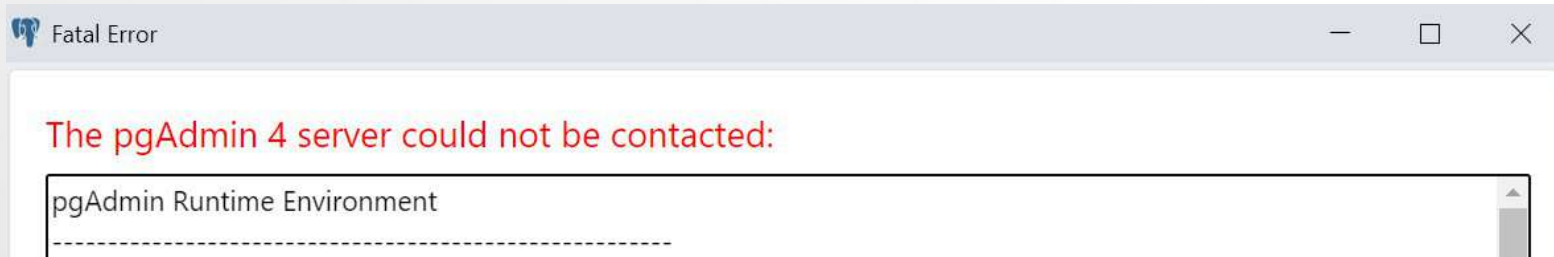 Fatal Error
The pgAdmin 4 server could not be contacted:
pgAdmin Runtime Environment
--------------------------------------------------------